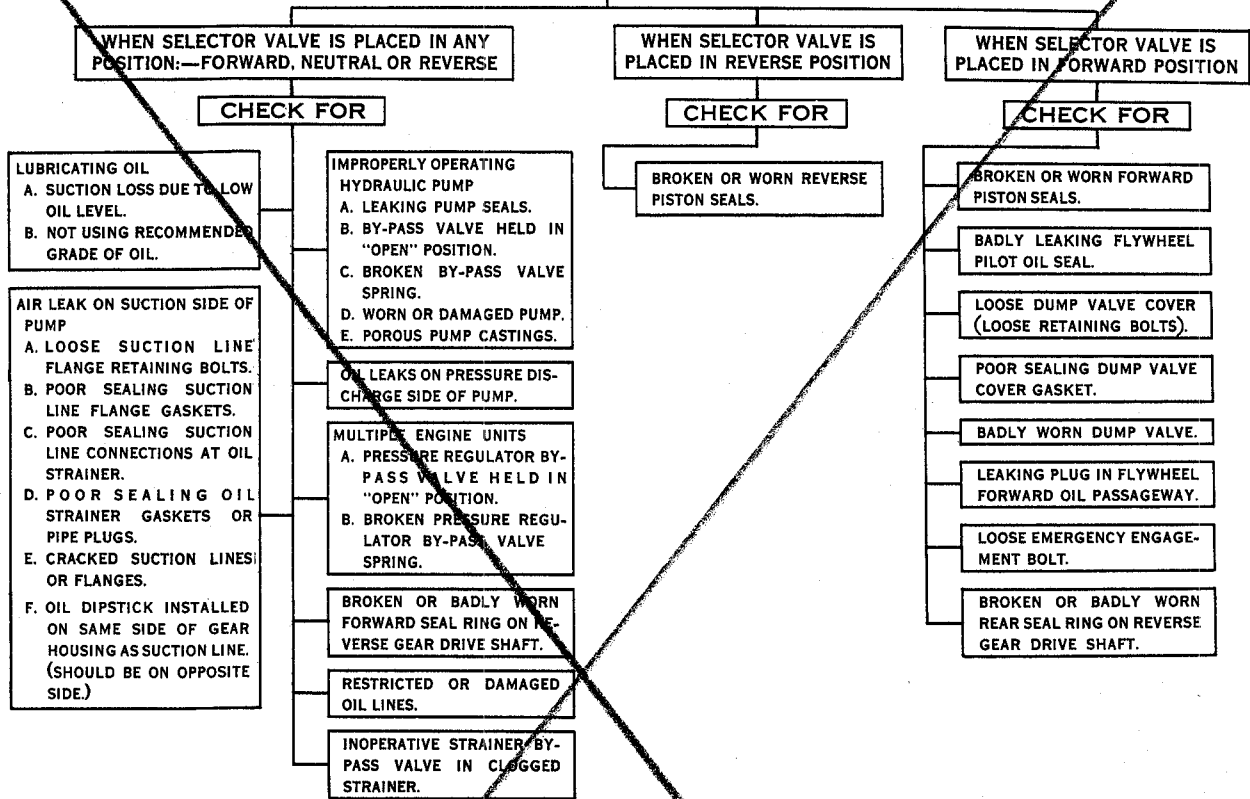 WHEN SELECTOR VALVE IS PLACED IN ANY
POSITION:—FORWARD, NEUTRAL OR REVERSE
CHECK FOR
LUBRICATING OIL
A. SUCTION LOSS DUE TO LOW
OIL LEVEL.
B. NOT USING RECOMMENDED
GRADE OF OIL.
AIR LEAK ON SUCTION SIDE OF
PUMP
A. LOOSE SUCTION LINE
FLANGE RETAINING BOLTS.
B. POOR SEALING SUCTION
LINE FLANGE GASKETS.
C. POOR SEALING SUCTION
LINE CONNECTIONS AT OIL
STRAINER.
D. POOR SEALING OIL
STRAINER GASKETS OR
PIPE PLUGS.
E. CRACKED SUCTION LINES
OR FLANGES.
F. OIL DIPSTICK INSTALLED
ON SAME SIDE OF GEAR
HOUSING AS SUCTION LINE.
(SHOULD BE ON OPPOSITE
SIDE.)
IMPROPERLY OPERATING
HYDRAULIC PUMP
A. LEAKING PUMP SEALS.
B. BY-PASS VALVE HELD IN
"OPEN" POSITION.
C. BROKEN BY-PASS VALVE
SPRING.
D. WORN OR DAMAGED PUMP.
E. POROUS PUMP CASTINGS.
OIL LEAKS ON PRESSURE DIS-
CHARGE SIDE OF PUMP.
MULTIPLE ENGINE UNITS
A. PRESSURE REGULATOR BY-
PASS VALVE HELD IN
"OPEN" POSITION.
B. BROKEN PRESSURE REGU-
LATOR BY-PASS VALVE
SPRING.
BROKEN OR BADLY WORN
FORWARD SEAL RING ON RE-
VERSE GEAR DRIVE SHAFT.
RESTRICTED OR DAMAGED
OIL LINES.
INOPERATIVE STRAINER BY-
PASS VALVE IN CLOGGED
STRAINER.
WHEN SELECTOR VALVE IS
PLACED IN REVERSE POSITION
CHECK FOR
BROKEN OR WORN REVERSE
PISTON SEALS.
WHEN SELECTOR VALVE IS
PLACED IN FORWARD POSITION
CHECK FOR
BROKEN OR WORN FORWARD
PISTON SEALS.
BADLY LEAKING FLYWHEEL
PILOT OIL SEAL.
LOOSE DUMP VALVE COVER
(LOOSE RETAINING BOLTS).
POOR SEALING DUMP VALVE
COVER GASKET.
BADLY WORN DUMP VALVE.
LEAKING PLUG IN FLYWHEEL
FORWARD OIL PASSAGEWAY.
LOOSE EMERGENCY ENGAGE-
MENT BOLT.
BROKEN OR BADLY WORN
REAR SEAL RING ON REVERSE
GEAR DRIVE SHAFT.